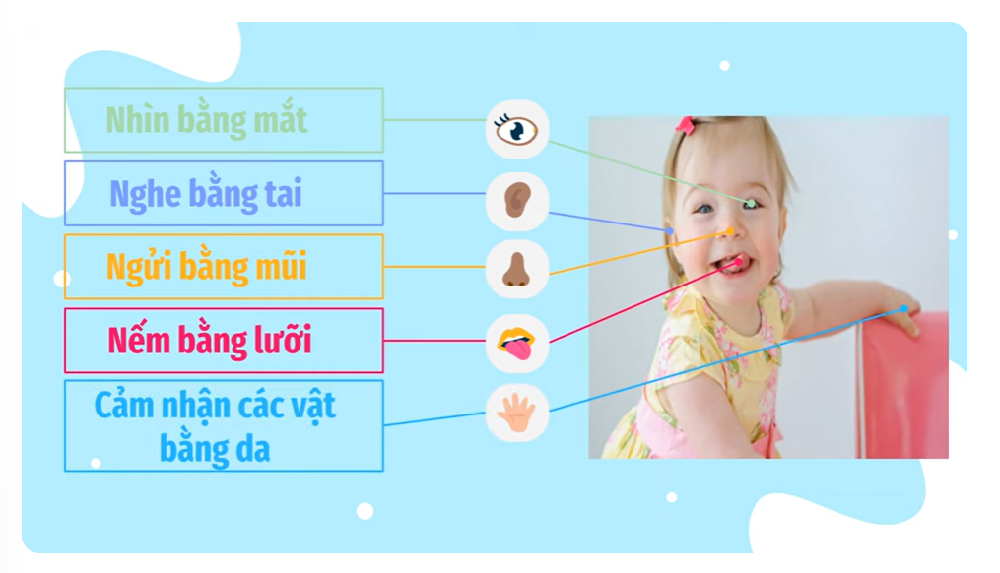 Nhìn bằng mắt
Nghe bằng tai
Ngửi bằng mũi
Nếm bằng lưỡi
Cảm nhận các vật
bằng da